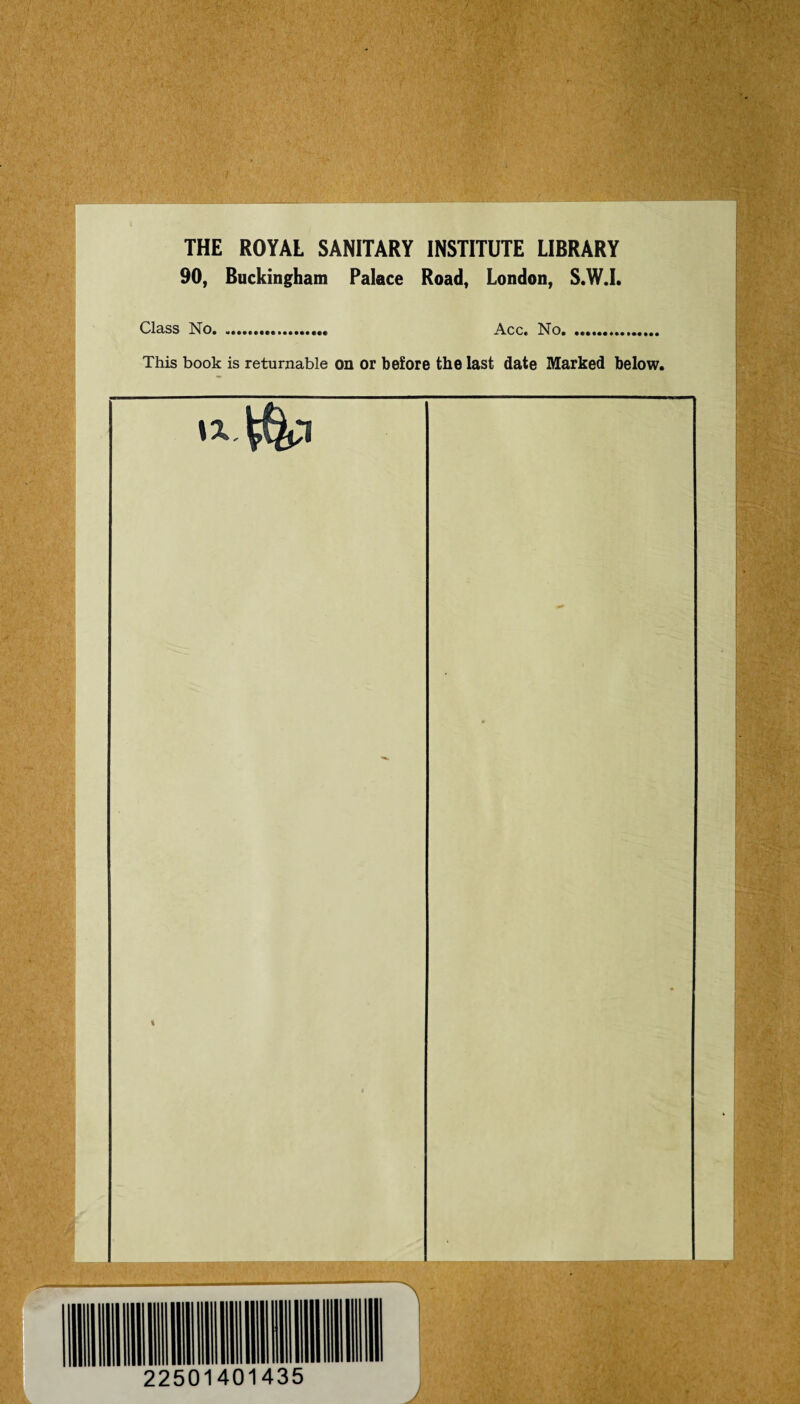 THE ROYAL SANITARY INSTITUTE LIBRARY
90, Buckingham Palace Road, London, S.W.I.
Class No. ................... Acc. No. ................
This book is returnable on or before the last date Marked below.
22501401435